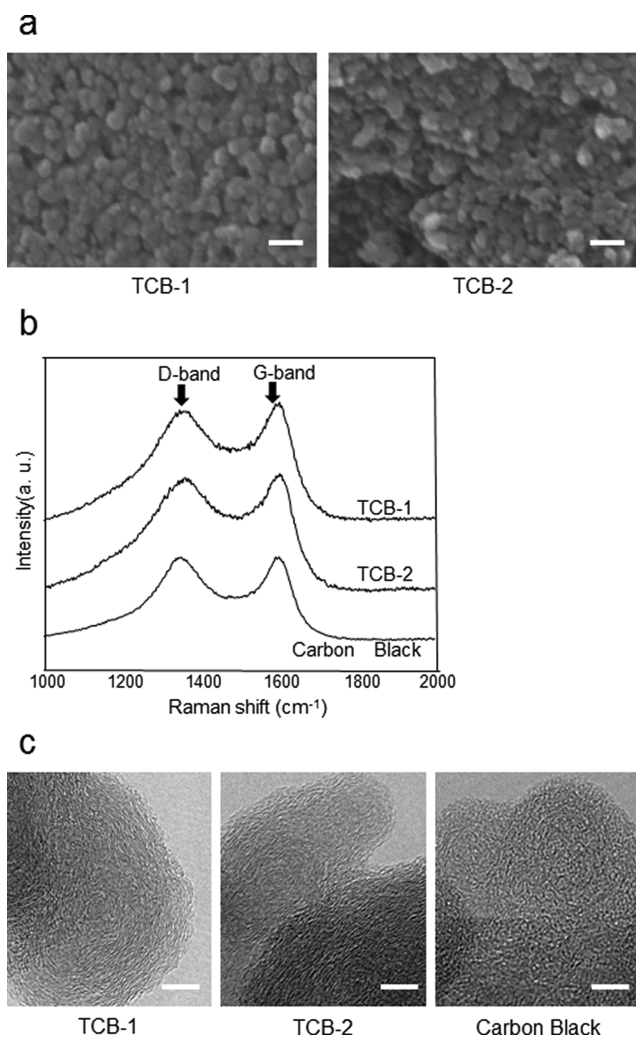 a
TCB-1 TCB-2
b
D-band G-band
Intensity(a. u.)
TCB-1
TCB-2
Carbon Black
1000 1200 1400 1600 1800 2000
Raman shift (cm⁻¹)
c
TCB-1 TCB-2 Carbon Black